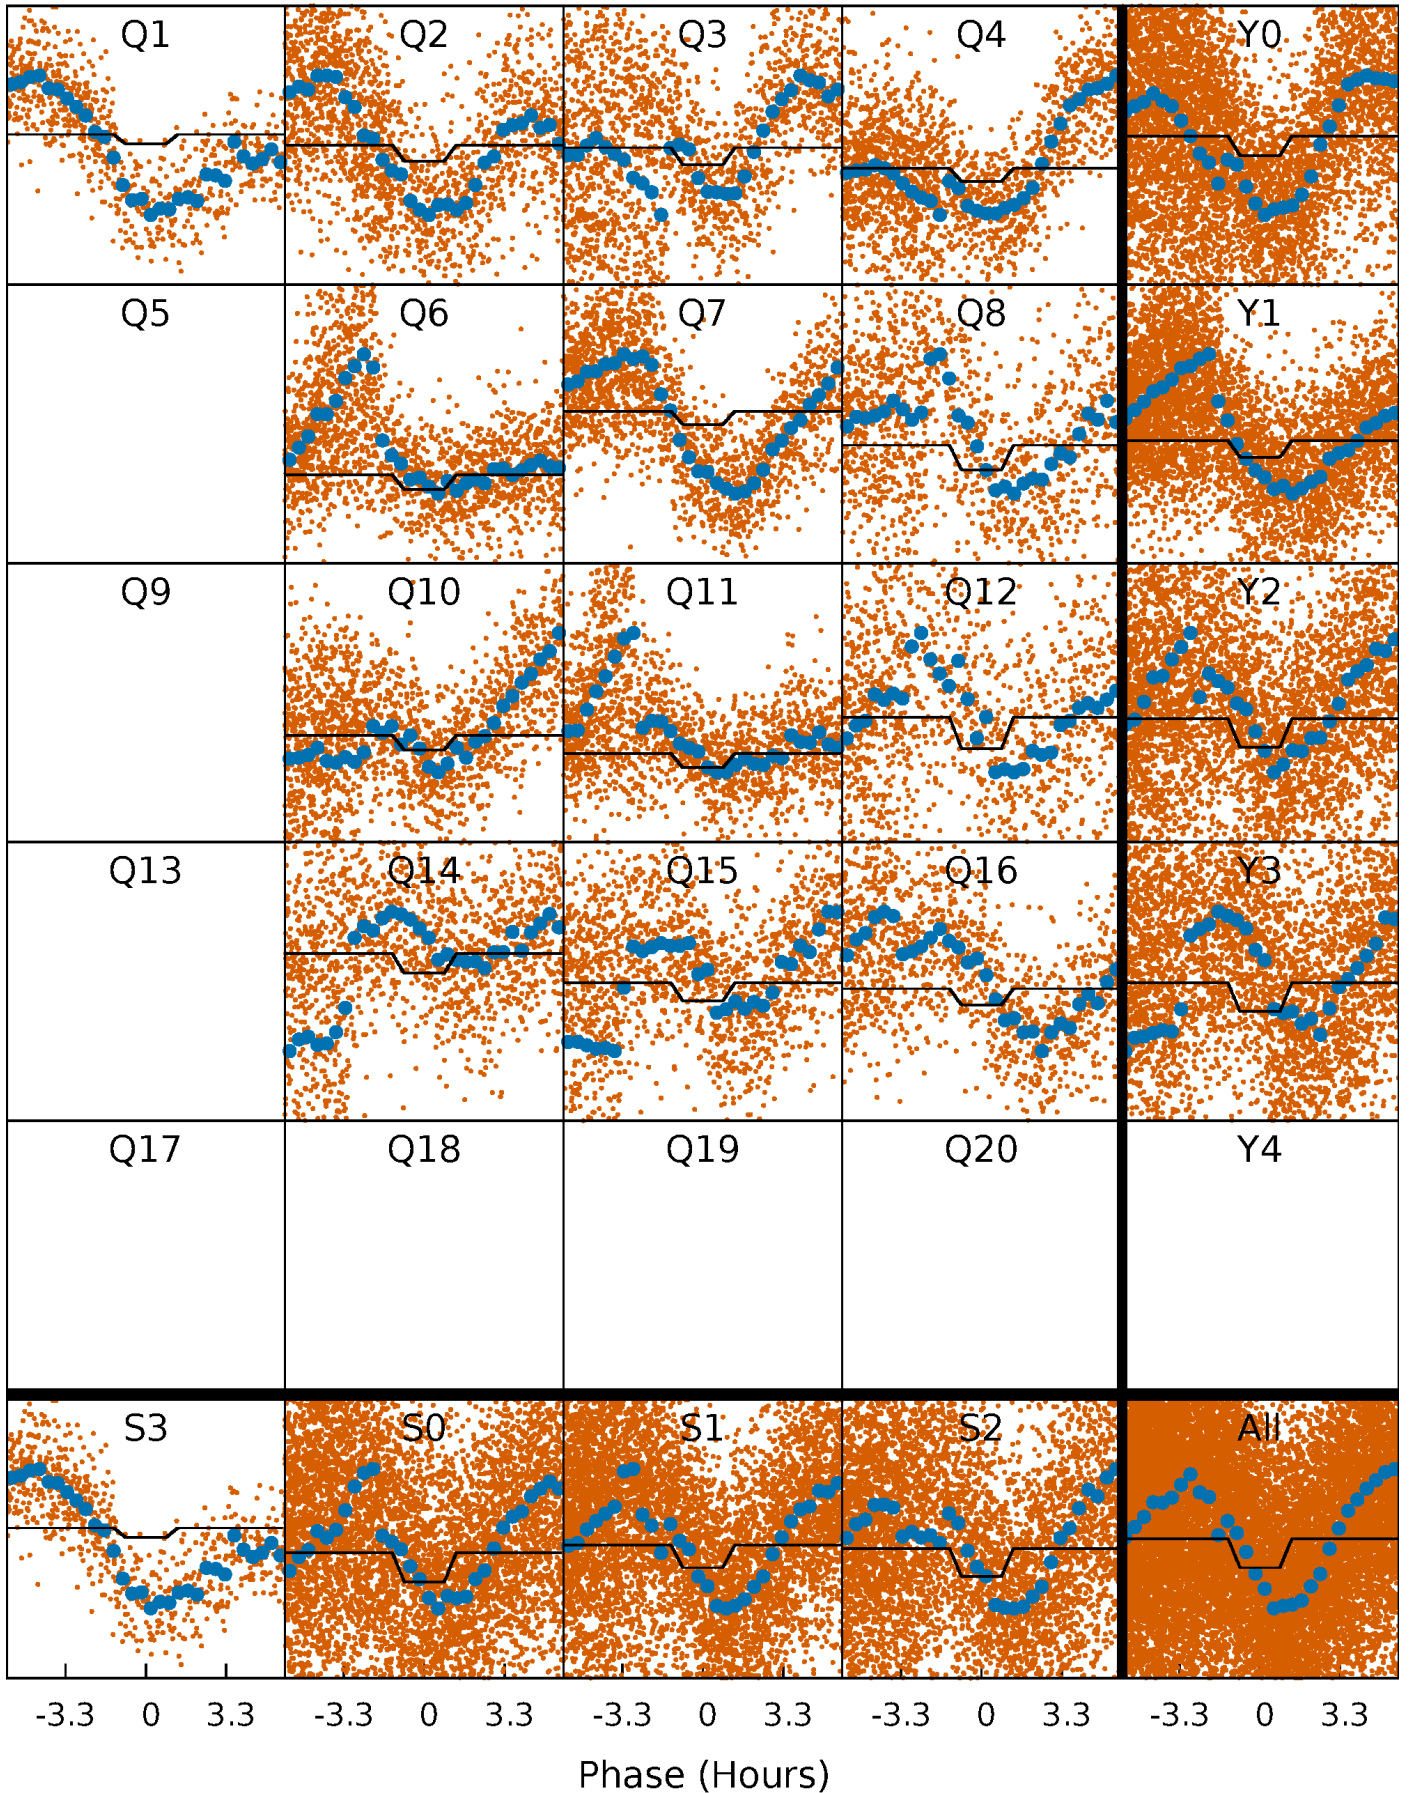 Q1 Q2 Q3 Q4 Y0
Q5 Q6 Q7 Q8 Y1
Q9 Q10 Q11 Q12 Y2
Q13 Q14 Q15 Q16 Y3
Q17 Q18 Q19 Q20 Y4
S3 S0 S1 S2 All
-3.3 0 3.3 -3.3 0 3.3 -3.3 0 3.3 -3.3 0 3.3 -3.3 0 3.3
Phase (Hours)